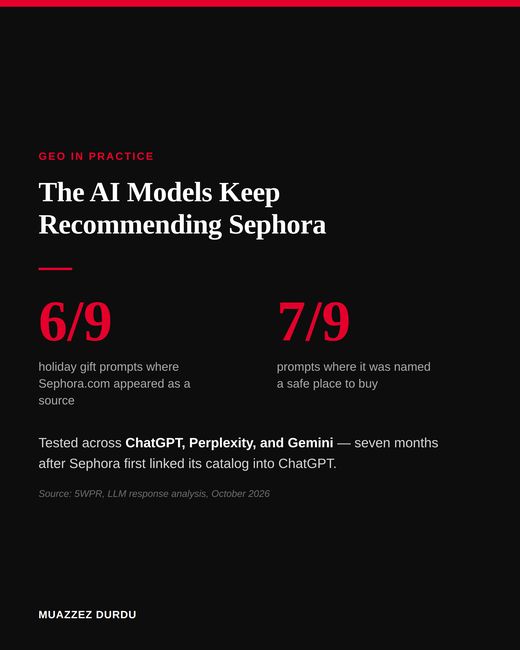 GEO IN PRACTICE
The AI Models Keep
Recommending Sephora
6/9
holiday gift prompts where
Sephora.com appeared as a
source
7/9
prompts where it was named
a safe place to buy
Tested across ChatGPT, Perplexity, and Gemini — seven months
after Sephora first linked its catalog into ChatGPT.
Source: 5WPR, LLM response analysis, October 2026
MUAZZEZ DURDU